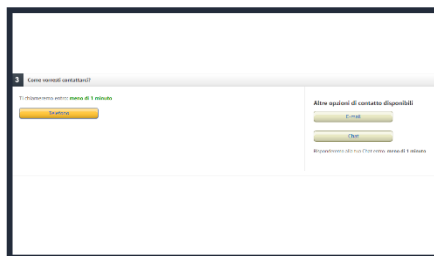 3 Come vorresti contattarci?
Ti chiameremo entro: meno di 1 minuto
Telefono
Altre opzioni di contatto disponibili
E-mail
Chat
Risponderemo alla tua Chat entro: meno di 1 minuto